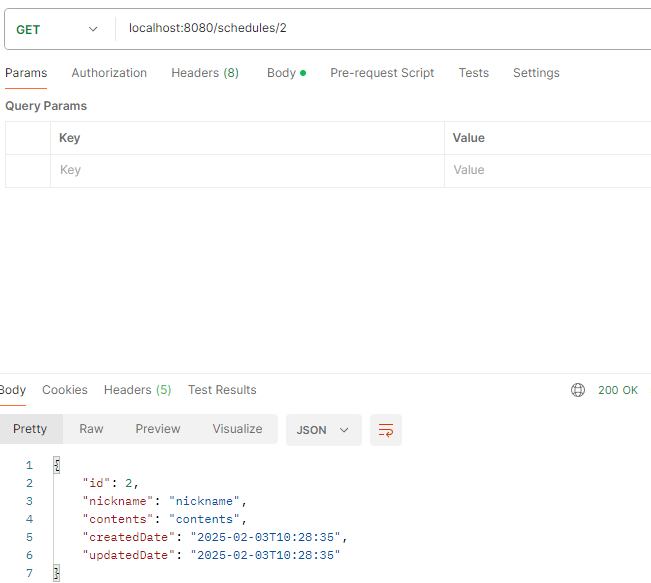 GET localhost:8080/schedules/2
Params Authorization Headers (8) Body Pre-request Script Tests Settings
Query Params
Key Value
Key Value
Body Cookies Headers (5) Test Results 200 OK
Pretty Raw Preview Visualize JSON
1 {
2 "id": 2,
3 "nickname": "nickname",
4 "contents": "contents",
5 "createdDate": "2025-02-03T10:28:35",
6 "updatedDate": "2025-02-03T10:28:35"
7 }